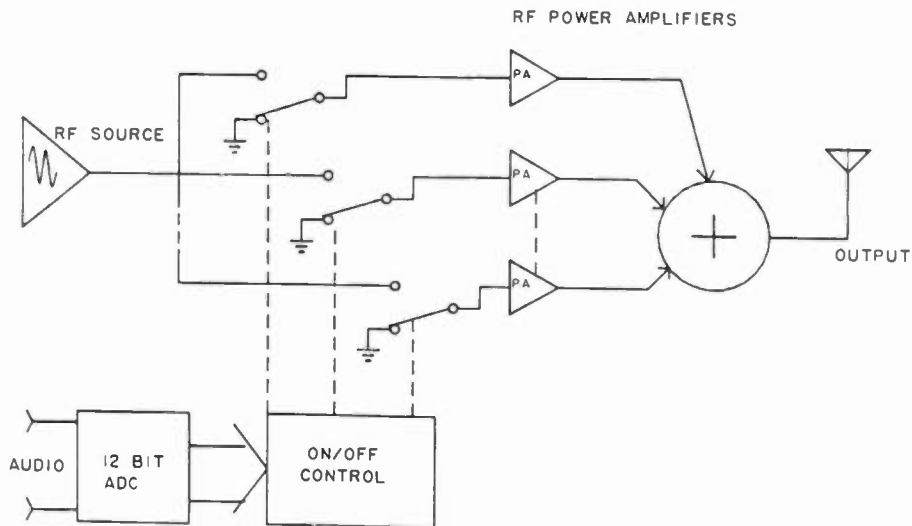 RF POWER AMPLIFIERS
PA
RF SOURCE
PA
PA
OUTPUT
AUDIO
12 BIT
ADC
ON/OFF
CONTROL